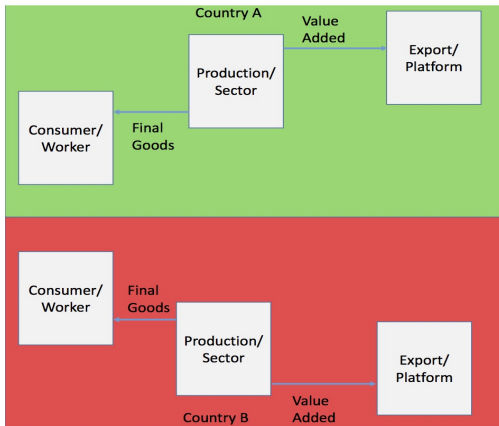 Country A
Value
Added
Export/
Platform
Production/
Sector
Consumer/
Worker
Final
Goods
Consumer/
Worker
Final
Goods
Production/
Sector
Export/
Platform
Value
Added
Country B